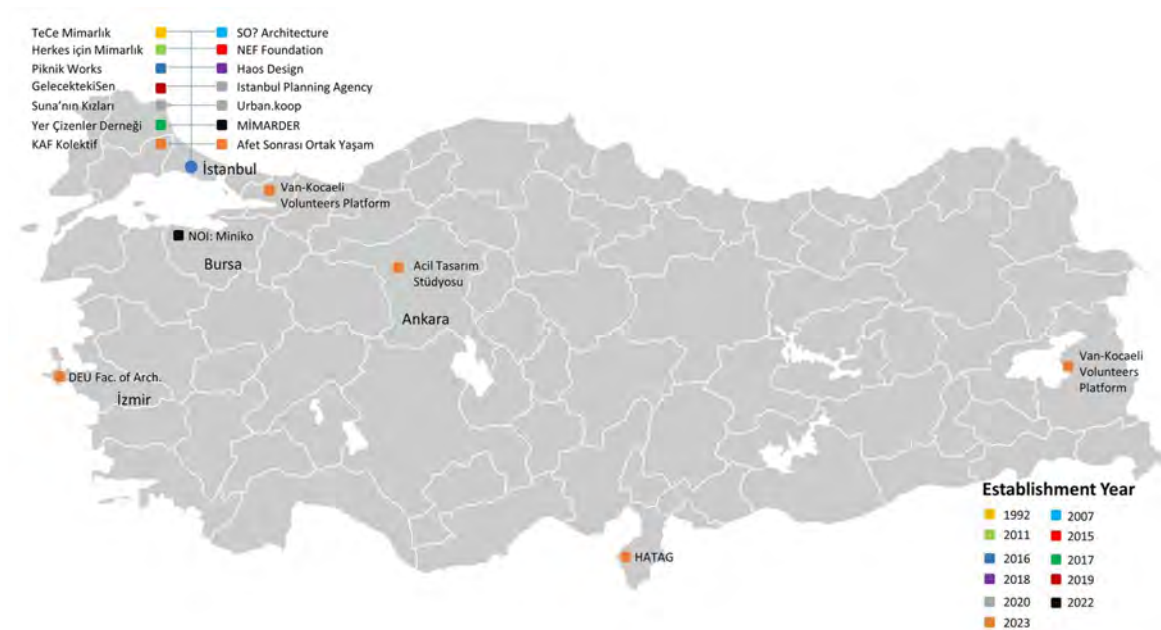 TeCe Mimarlık
SO? Architecture
Herkes için Mimarlık
NEF Foundation
Piknik Works
Haos Design
GelecektekiSen
Istanbul Planning Agency
Suna'nın Kızları
Urban.koop
Yer Çizenler Derneği
MİMARDER
KAF Kolektif
Afet Sonrası Ortak Yaşam
İstanbul
Van-Kocaeli
Volunteers Platform
NOI: Miniko
Bursa
Acil Tasarım
Stüdyosu
Ankara
DEU Fac. of Arch.
İzmir
Van-Kocaeli
Volunteers
Platform
HATAG
Establishment Year
1992
2007
2011
2015
2016
2017
2018
2019
2020
2022
2023